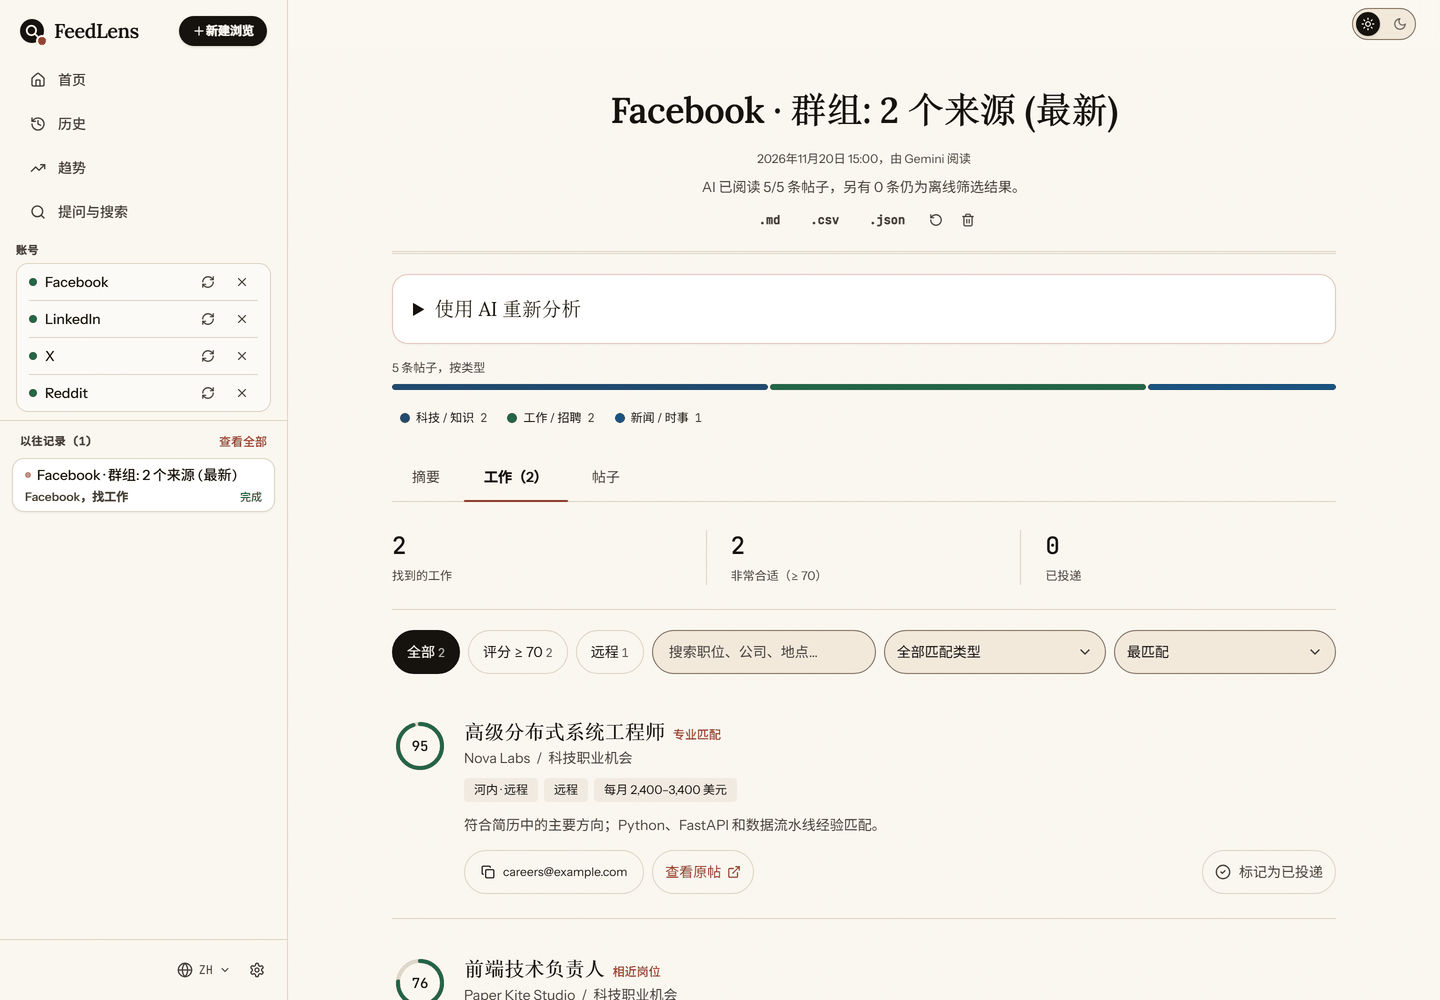 FeedLens
＋新建浏览
首页
历史
趋势
提问与搜索
账号
Facebook
LinkedIn
X
Reddit
以往记录 (1)
查看全部
Facebook · 群组: 2 个来源 (最新)
Facebook，找工作
完成
ZH
Facebook · 群组: 2 个来源 (最新)
2026年11月20日 15:00，由 Gemini 阅读
AI 已阅读 5/5 条帖子，另有 0 条仍为离线筛选结果。
.md
.csv
.json
使用 AI 重新分析
5 条帖子，按类型
科技 / 知识 2
工作 / 招聘 2
新闻 / 时事 1
摘要
工作（2）
帖子
2
找到的工作
2
非常合适（≥ 70）
0
已投递
全部 2
评分 ≥ 70 2
远程 1
搜索职位、公司、地点...
全部匹配类型
最匹配
95
高级分布式系统工程师 专业匹配
Nova Labs / 科技职业机会
河内 · 远程
远程
每月 2,400–3,400 美元
符合简历中的主要方向；Python、FastAPI 和数据流水线经验匹配。
careers@example.com
查看原帖
标记为已投递
76
前端技术负责人 相近岗位
Paper Kite Studio / 科技职业机会